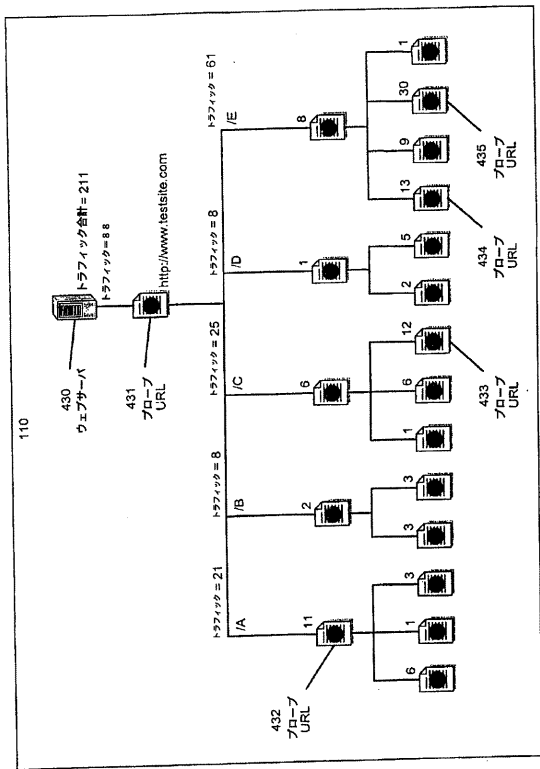 110
430
ウェブサーバ
トラフィック合計 = 211
トラフィック = 88
431
プローブ
URL
http://www.testsite.com
トラフィック = 21
/A
トラフィック = 8
/B
トラフィック = 25
/C
トラフィック = 8
/D
トラフィック = 61
/E
432
プローブ
URL
11
2
6
1
8
6
1
3
3
3
1
6
12
2
5
13
9
30
1
433
プローブ
URL
434
プローブ
URL
435
プローブ
URL